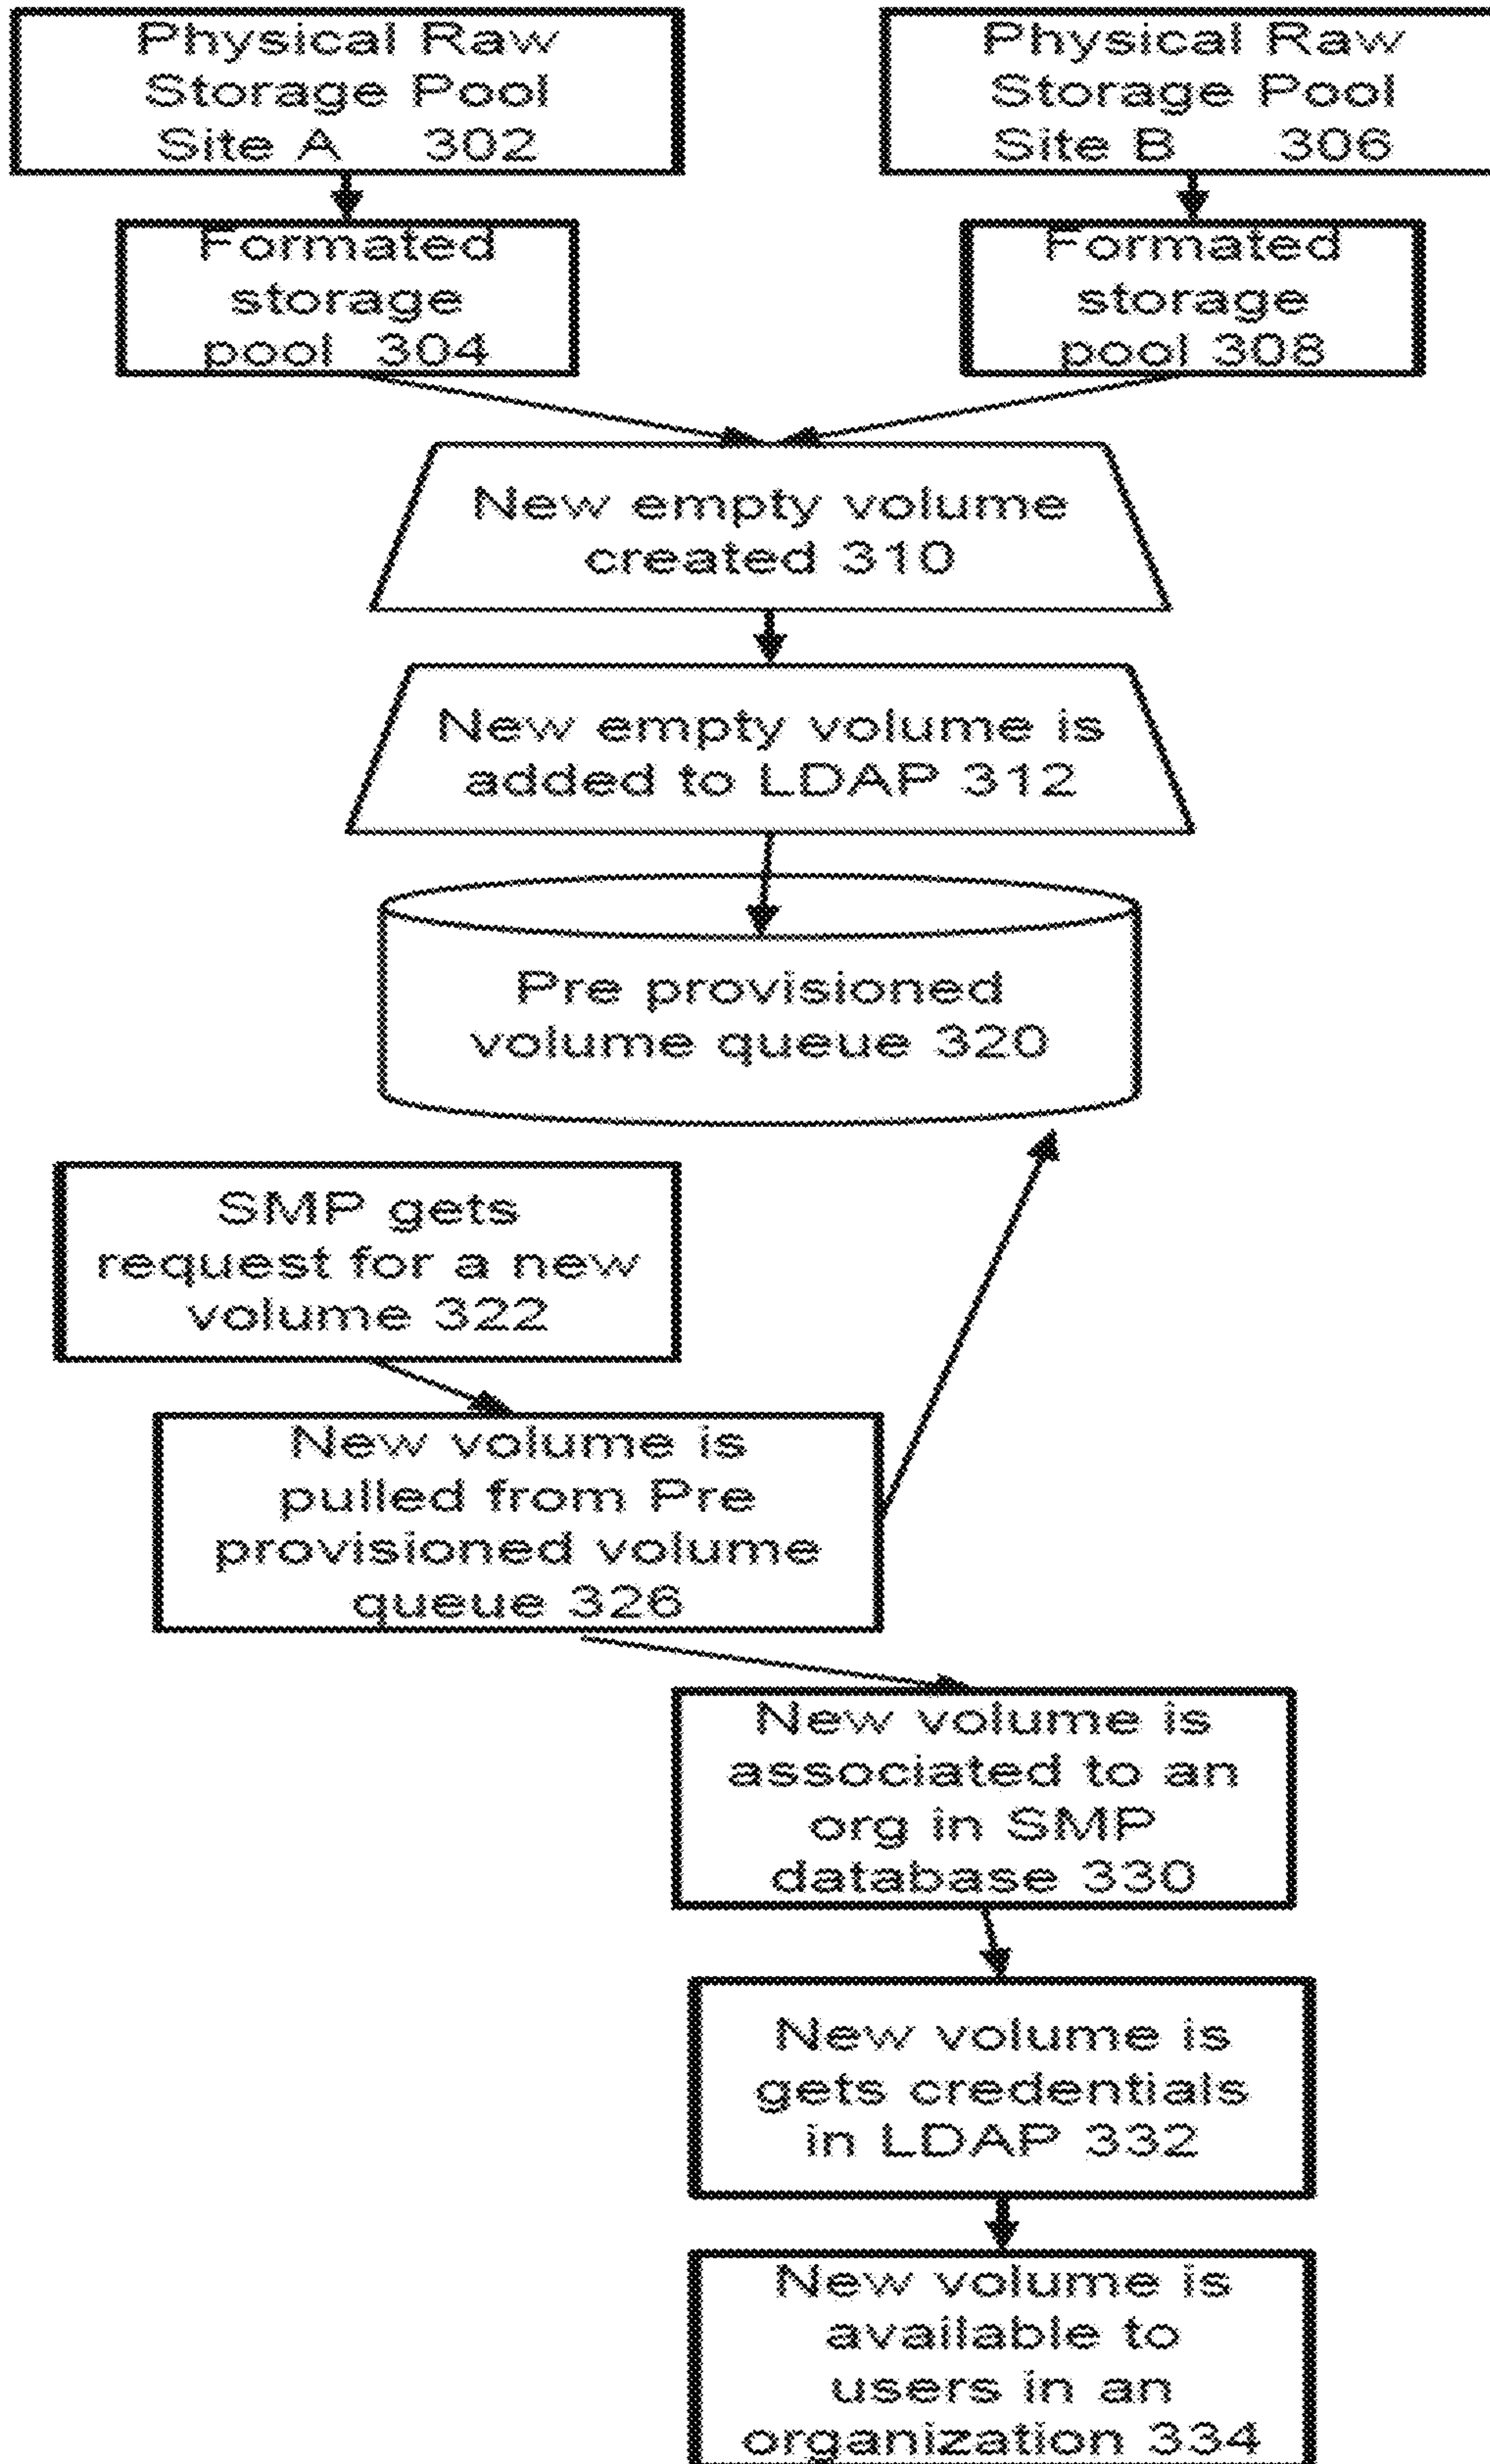 Physical Raw
Storage Pool
Site A 302
Physical Raw
Storage Pool
Site B 306
Formated
storage
pool 304
Formated
storage
pool 308
New empty volume
created 310
New empty volume is
added to LDAP 312
Pre provisioned
volume queue 320
SMP gets
request for a new
volume 322
New volume is
pulled from Pre
provisioned volume
queue 326
New volume is
associated to an
org in SMP
database 330
New volume is
gets credentials
in LDAP 332
New volume is
available to
users in an
organization 334